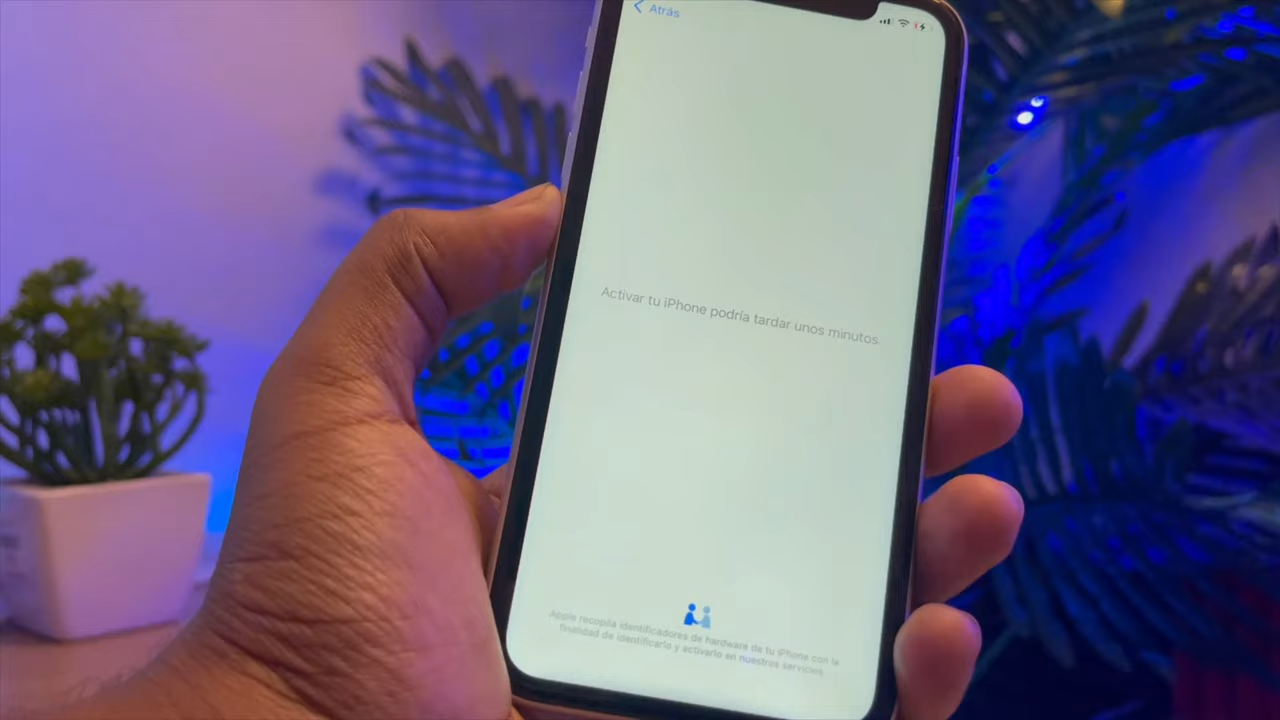 Atrás
Activar tu iPhone podría tardar unos minutos.
Apple recopila identificadores de hardware de tu iPhone con la
finalidad de identificarlo y activarlo en nuestros servicios.